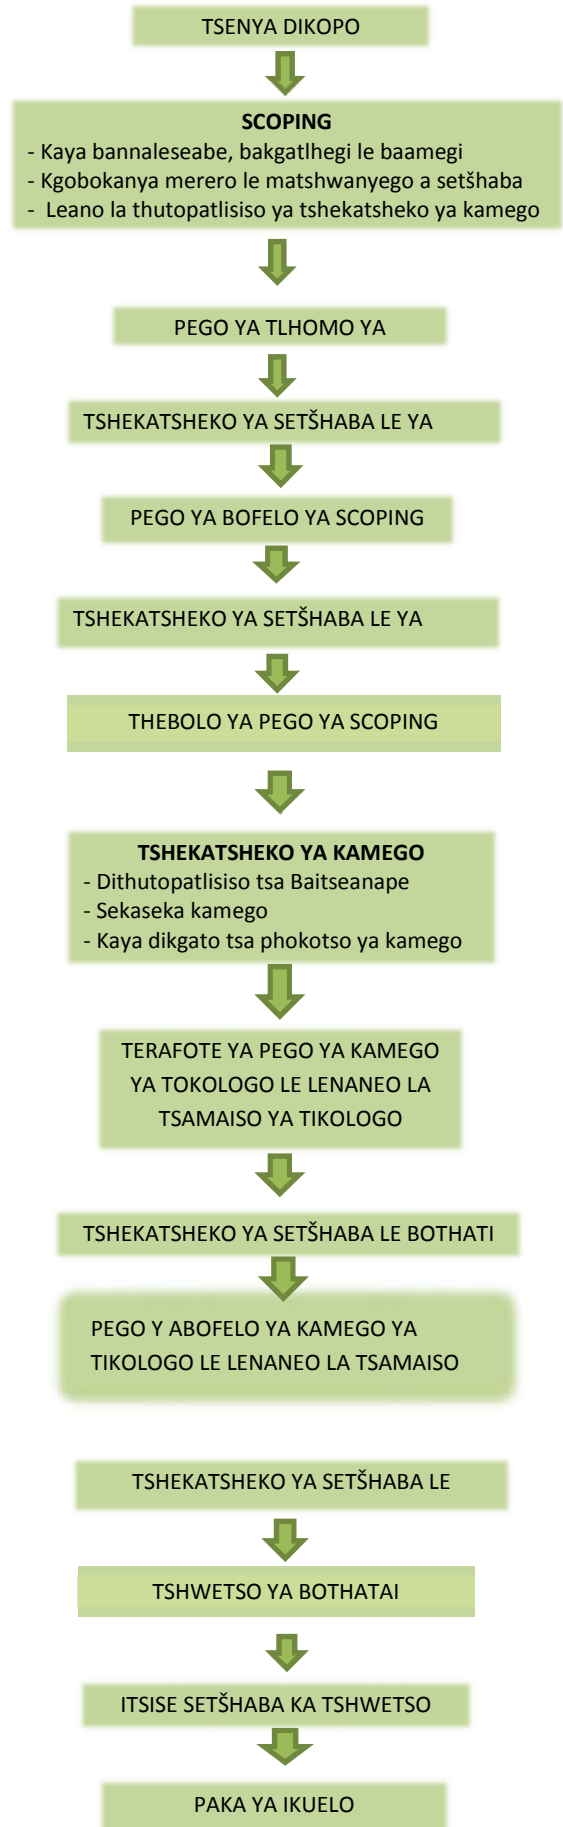 TSENYA DIKOPO
SCOPING
- Kaya bannaleseabe, bakgatlhegi le baamegi
- Kgobokanya merero le matshwanyego a setšhaba
- Leano la thutopatlisiso ya tshekatsheko ya kamego
PEGO YA TLHOMO YA
TSHEKATSHEKO YA SETŠHABA LE YA
PEGO YA BOFELO YA SCOPING
TSHEKATSHEKO YA SETŠHABA LE YA
THEBOLO YA PEGO YA SCOPING
TSHEKATSHEKO YA KAMEGO
- Dithutopatlisiso tsa Baitseanape
- Sekaseka kamego
- Kaya dikgato tsa phokotso ya kamego
TERAFOTE YA PEGO YA KAMEGO
YA TOKOLOGO LE LENANEO LA
TSAMAISO YA TIKOLOGO
TSHEKATSHEKO YA SETŠHABA LE BOTHATI
PEGO Y ABOFELO YA KAMEGO YA
TIKOLOGO LE LENANEO LA TSAMAISO
TSHEKATSHEKO YA SETŠHABA LE
TSHWETSO YA BOTHATAI
ITSISE SETŠHABA KA TSHWETSO
PAKA YA IKUELO